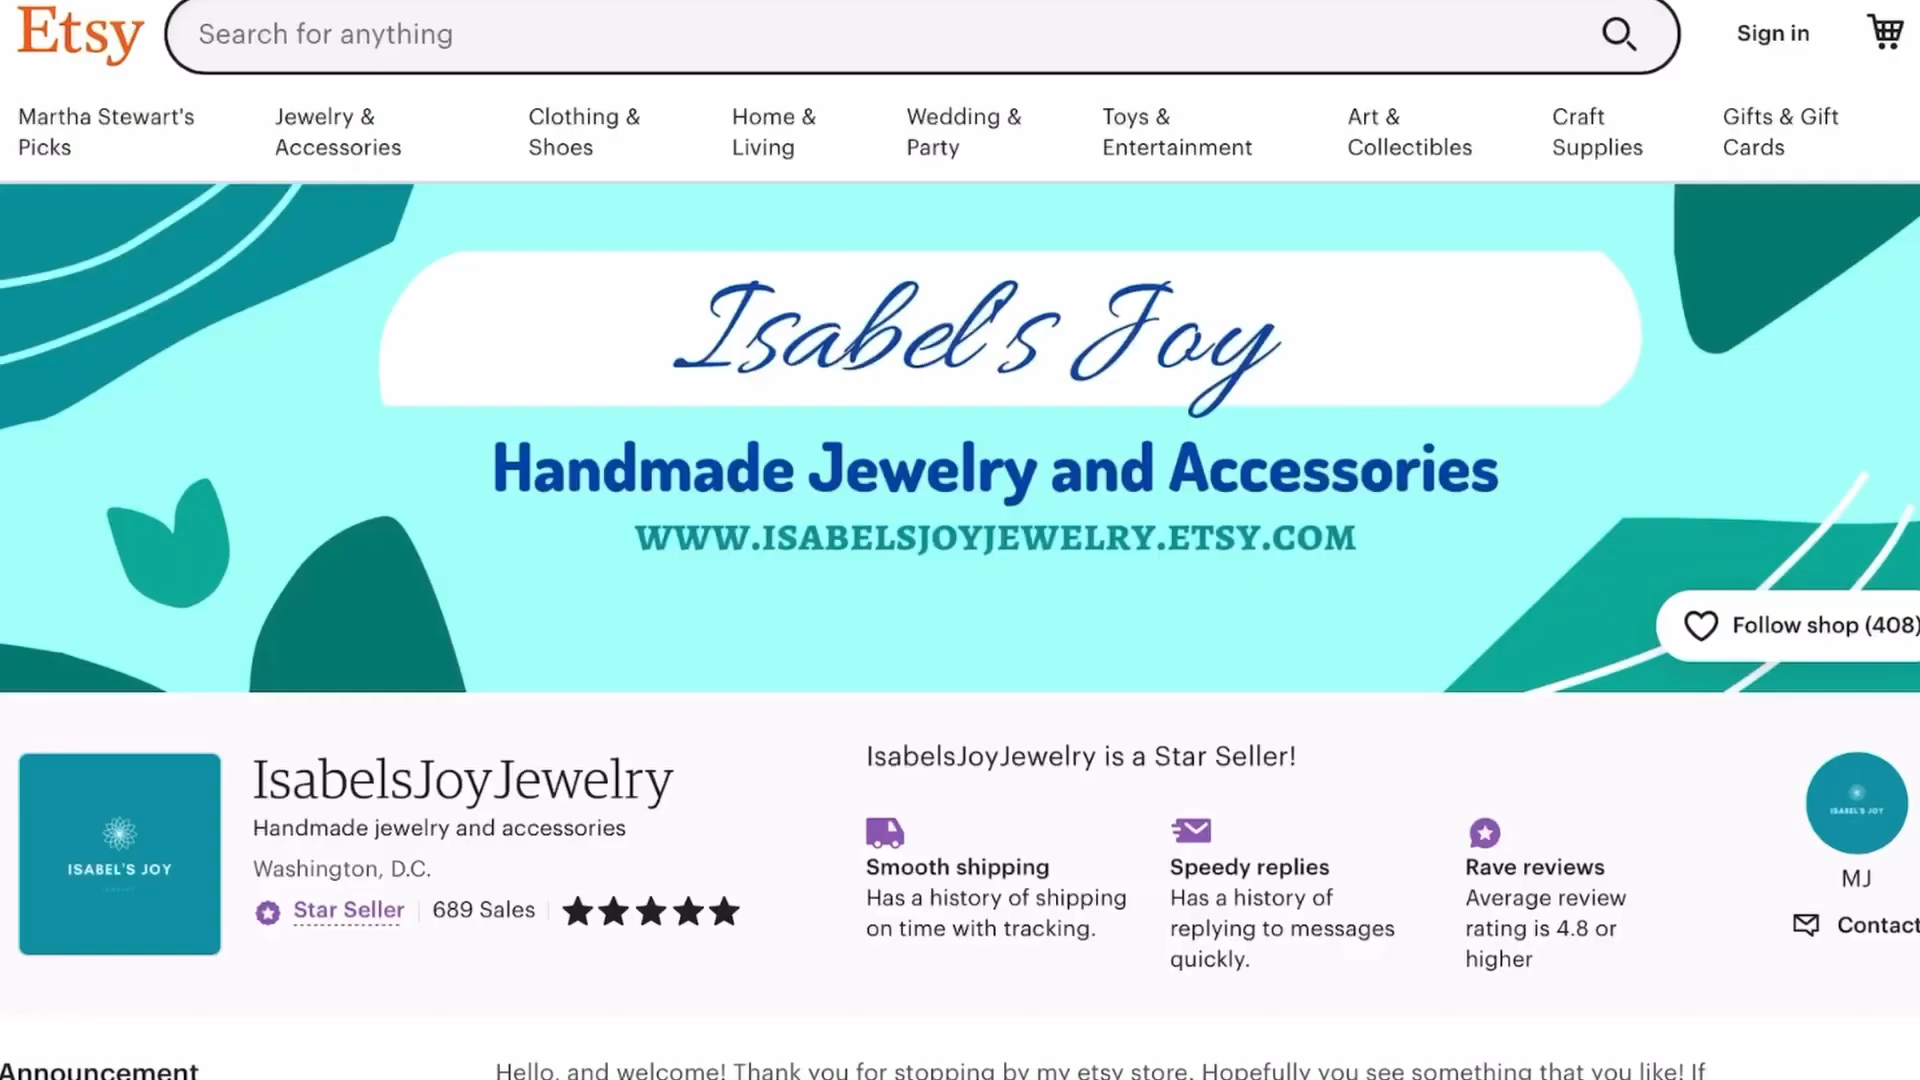 Etsy
Search for anything
Sign in
Martha Stewart's Picks
Jewelry & Accessories
Clothing & Shoes
Home & Living
Wedding & Party
Toys & Entertainment
Art & Collectibles
Craft Supplies
Gifts & Gift Cards
Isabel's Joy
Handmade Jewelry and Accessories
WWW.ISABELSJOYJEWELRY.ETSY.COM
Follow shop (408)
ISABEL'S JOY
IsabelsJoyJewelry
Handmade jewelry and accessories
Washington, D.C.
Star Seller
689 Sales
IsabelsJoyJewelry is a Star Seller!
Smooth shipping
Has a history of shipping
on time with tracking.
Speedy replies
Has a history of
replying to messages
quickly.
Rave reviews
Average review
rating is 4.8 or
higher
ISABEL'S JOY
MJ
Contact
Announcement
Hello, and welcome! Thank you for stopping by my etsy store. Hopefully you see something that you like! If